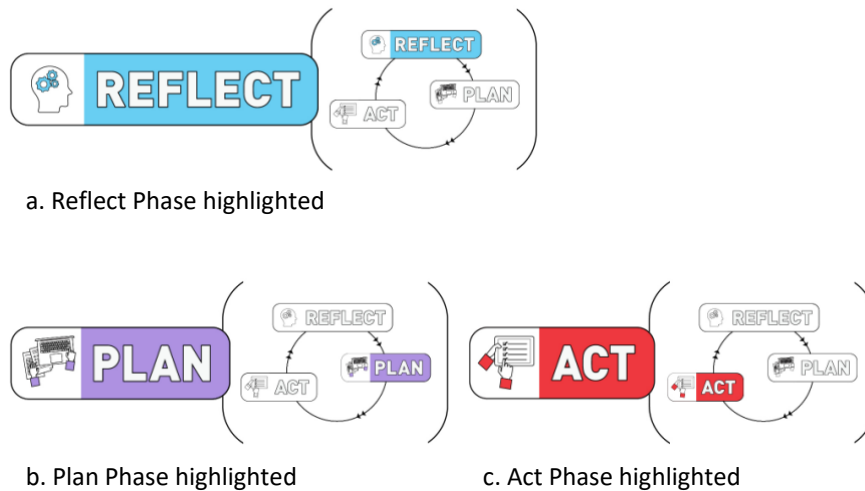 REFLECT
REFLECT
PLAN
ACT
a. Reflect Phase highlighted
PLAN
REFLECT
PLAN
ACT
b. Plan Phase highlighted
ACT
REFLECT
PLAN
ACT
c. Act Phase highlighted